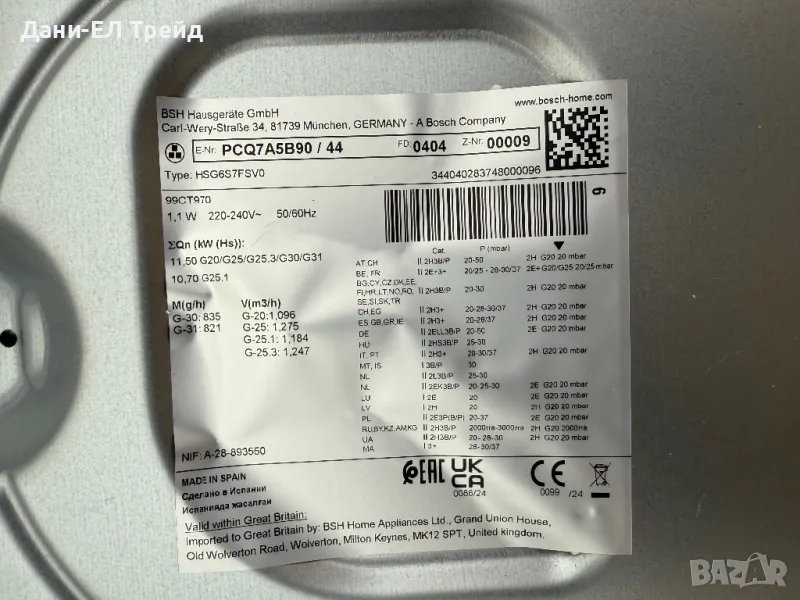 Дани-ЕЛ Трейд
BSH Hausgeräte GmbH
www.bosch-home.com
Carl-Wery-Straße 34, 81739 München, GERMANY - A Bosch Company
E-Nr. PCQ7A5B90 / 44 FD 0404 Z-Nr. 00009
Type: HSG6S7FSV0
344040283748000096
99CT970
1,1 W 220-240V~ 50/60Hz
6
ΣQn (kW (Hs)):
11,50 G20/G25/G25.3/G30/G31
10,70 G25.1
M(g/h) V(m3/h)
G-30: 835 G-20: 1,096
G-31: 821 G-25: 1,275
G-25.1: 1,184
G-25.3: 1,247
Cat. P (mbar)
AT,CH II 2H3B/P 20-50 2H G20 20 mbar
BE, FR II 2E+3+ 20/25 - 28-30/37 2E+G20/G25 20/25 mbar
BG,CY,CZ,DK,EE,
FI,HR,LT,NO,RO, II 2H3B/P 20-30 2H G20 20 mbar
SE,SI,SK,TR
CH,EG II 2H3+ 20-28-30/37 2H G20 20 mbar
ES,GB,GR,IE II 2H3+ 20-28/37 2H G20 20 mbar
DE II 2ELL3B/P 20-50 2E G20 20 mbar
HU II 2HS3B/P 25-30
IT, PT II 2H3+ 20-30/37 2H G20 20 mbar
MT, IS I 3B/P 30
NL II 2L3B/P 25-30
NL II 2EK3B/P 20-25-30 2E G20 20 mbar
LU I 2E 20 2E G20 20 mbar
LV I 2H 20 2H G20 20 mbar
PL II 2E3P(B/P) 20-37 2E G20 20 mbar
RU,BY,KZ,AM,KG II 2H3B/P 2000пa-3000пa 2H G20 2000пa
UA II 2H3B/P 20-28-30 2H G20 20 mbar
MA I 3+ 28-30/37
NIF: A-28-893550
MADE IN SPAIN
Сделано в Испании
Испанияда жасалған
EAC UK CA CE
0086/24 0099 /24
Valid within Great Britain:
Imported to Great Britain by: BSH Home Appliances Ltd., Grand Union House,
Old Wolverton Road, Wolverton, Milton Keynes, MK12 5PT, United kingdom.
BAZAR